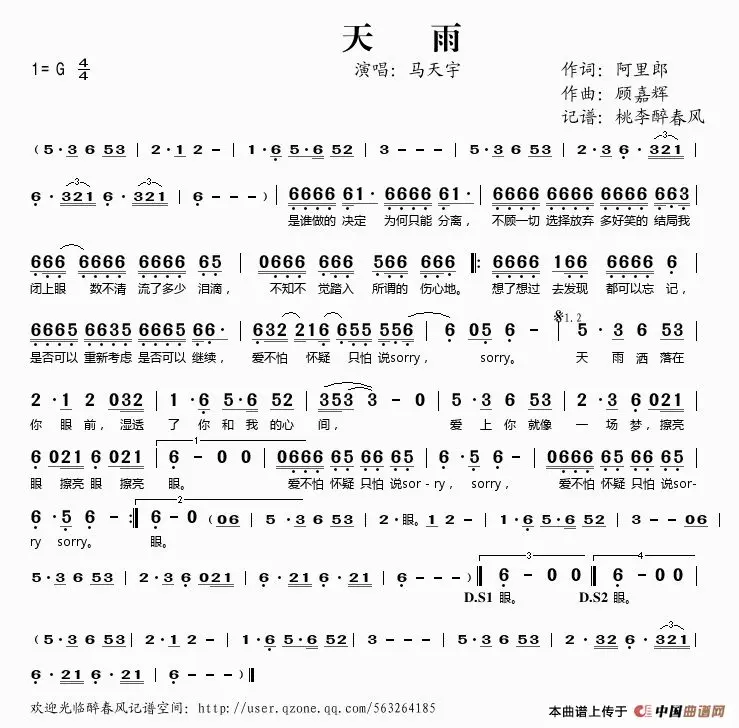 天 雨
1= G 4/4 演唱：马天宇 作词：阿里郎
作曲：顾嘉辉
记谱：桃李醉春风
（5·3 6 53 | 2·1 2 - | 1·6 5·6 52 | 3 - - - | 5·3 6 53 | 2·3 6·321 |
6·321 6·321 | 6 - - - ）| 6666 61· 6666 61· | 6666 6666 6666 663 |
是谁做的 决定 为何只能 分离， 不顾一切 选择放弃 多好笑的 结局我
666 6666 6666 65 | 0666 666 566 666 ‖: 6666 166 6666 6 |
闭上眼 数不清 流了多少 泪滴， 不知不 觉踏入 所谓的 伤心地。 想了想过 去发现 都可以忘 记，
6665 6635 6665 66· | 632 216 655 556 | 6 05 6 - | 5·3 6 53 |
是否可以 重新考虑 是否可以 继续， 爱不怕 怀疑 只怕 说sorry， sorry。 天 雨 洒 落在
1.2
2·1 2 032 | 1·6 5·6 52 | 353 3 - 0 | 5·3 6 53 | 2·3 6 021 |
你 眼 前，湿透 了 你 和 我 的心 间， 爱 上 你 就像 一 场 梦，擦亮
6 021 6 021 | 6 - 0 0 | 0666 65 66 65 | 6·5 6 - | 0666 65 66 65 |
眼 擦亮 眼 擦亮 眼。 爱不怕 怀疑 只怕 说sor-ry， sorry， 爱不怕 怀疑 只怕 说sor-
6·5 6 - :‖ 6 - 0（06 | 5·3 6 53 | 2·眼。1 2 - | 1·6 5·6 52 | 3 - - 06 |
ry sorry。 眼。
5·3 6 53 | 2·3 6 021 | 6·21 6·21 | 6 - - - ）‖ 6 - 0 0 ‖ 6 - 0 0 |
D.S1 眼。 D.S2 眼。
（5·3 6 53 | 2·1 2 - | 1·6 5·6 52 | 3 - - - | 5·3 6 53 | 2·32 6·321 |
6·21 6·21 | 6 - - - ）‖
欢迎光临醉春风记谱空间：http://user.qzone.qq.com/563264185
本曲谱上传于 中国曲谱网